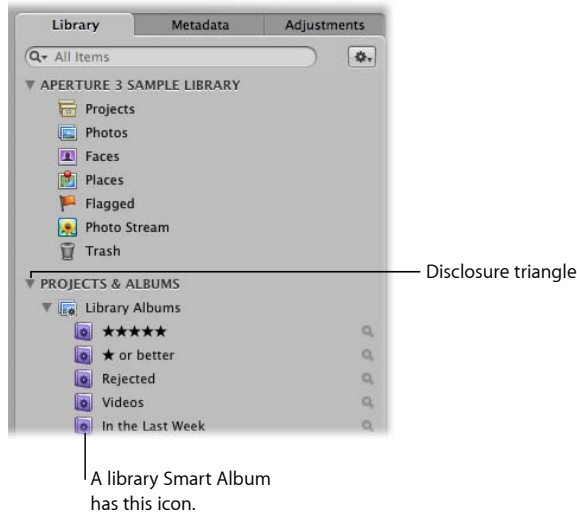 Library Metadata Adjustments
All Items
APERTURE 3 SAMPLE LIBRARY
Projects
Photos
Faces
Places
Flagged
Photo Stream
Trash
Disclosure triangle
PROJECTS & ALBUMS
Library Albums
★★★★★
★ or better
Rejected
Videos
In the Last Week
A library Smart Album
has this icon.